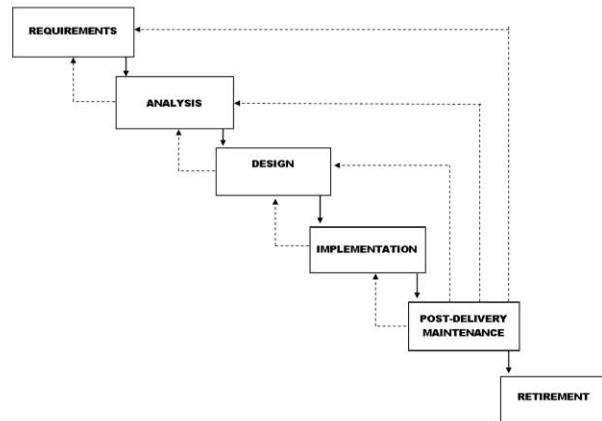 REQUIREMENTS
ANALYSIS
DESIGN
IMPLEMENTATION
POST-DELIVERY
MAINTENANCE
RETIREMENT